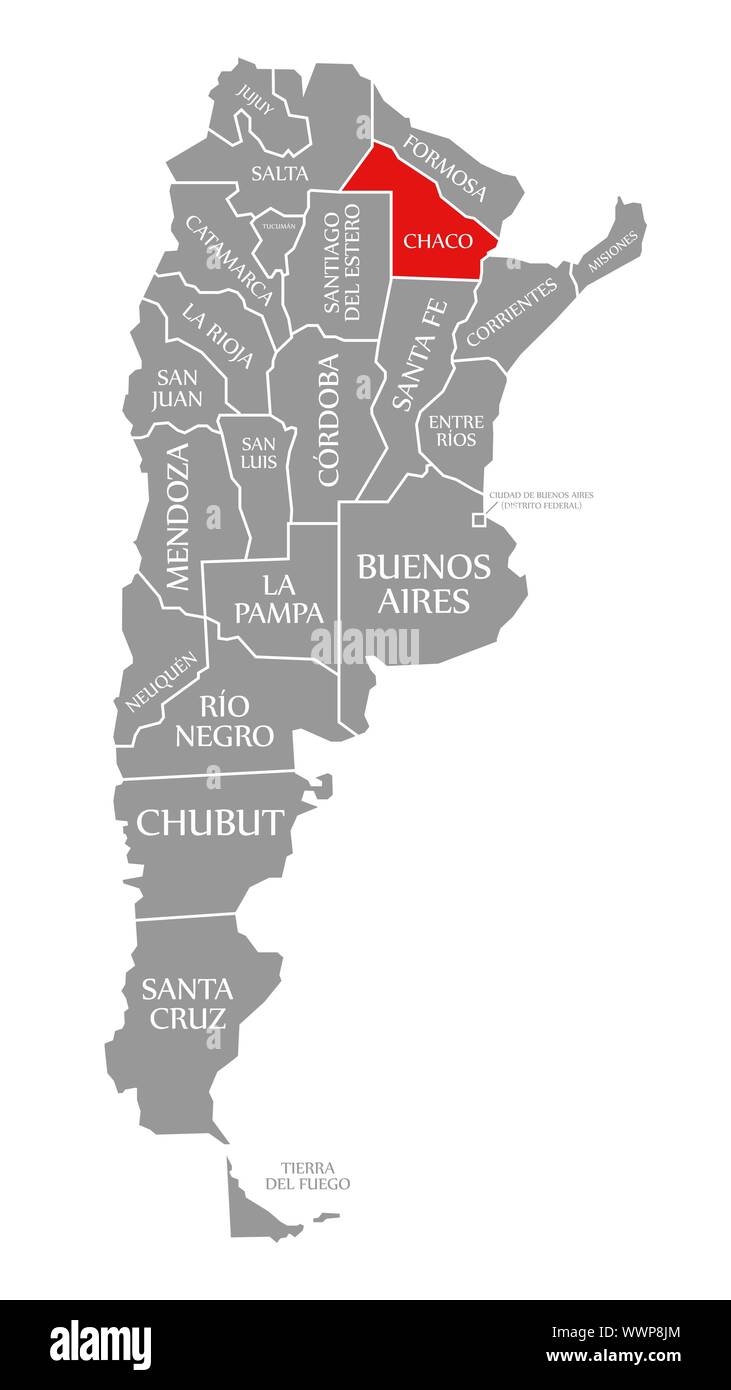 JUJUY
FORMOSA
SALTA
CHACO
TUCUMÁN
CATAMARCA
SANTIAGO
DEL ESTERO
MISIONES
CORRIENTES
LA RIOJA
SANTA FE
SAN
JUAN
CÓRDOBA
ENTRE
RÍOS
SAN
LUIS
MENDOZA
CIUDAD DE BUENOS AIRES
(DISTRITO FEDERAL)
BUENOS
AIRES
LA
PAMPA
NEUQUÉN
RÍO
NEGRO
CHUBUT
SANTA
CRUZ
TIERRA
DEL FUEGO
a
a
a
a
alamy
a
a
alamy
Image ID: WWP8JM
www.alamy.com